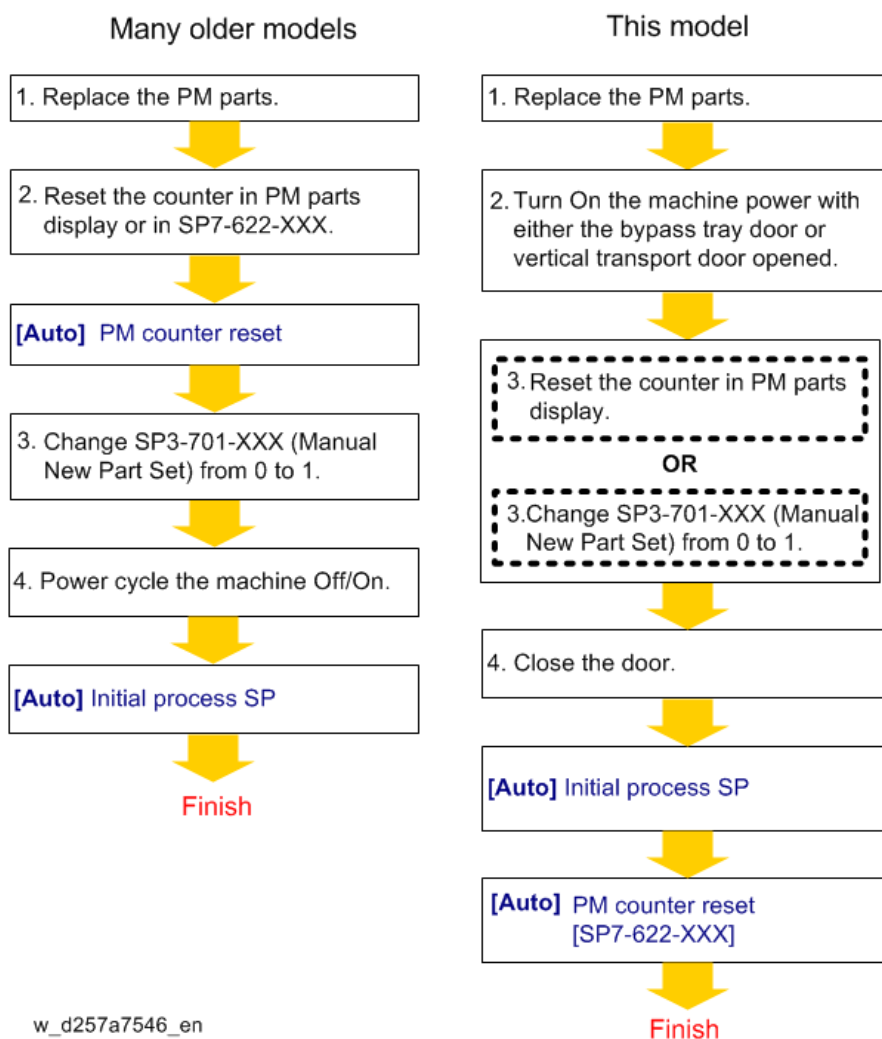 Many older models
1. Replace the PM parts.
2. Reset the counter in PM parts
display or in SP7-622-XXX.
[Auto] PM counter reset
3. Change SP3-701-XXX (Manual
New Part Set) from 0 to 1.
4. Power cycle the machine Off/On.
[Auto] Initial process SP
Finish
This model
1. Replace the PM parts.
2. Turn On the machine power with
either the bypass tray door or
vertical transport door opened.
3. Reset the counter in PM parts
display.
OR
3.Change SP3-701-XXX (Manual
New Part Set) from 0 to 1.
4. Close the door.
[Auto] Initial process SP
[Auto] PM counter reset
[SP7-622-XXX]
Finish
w_d257a7546_en